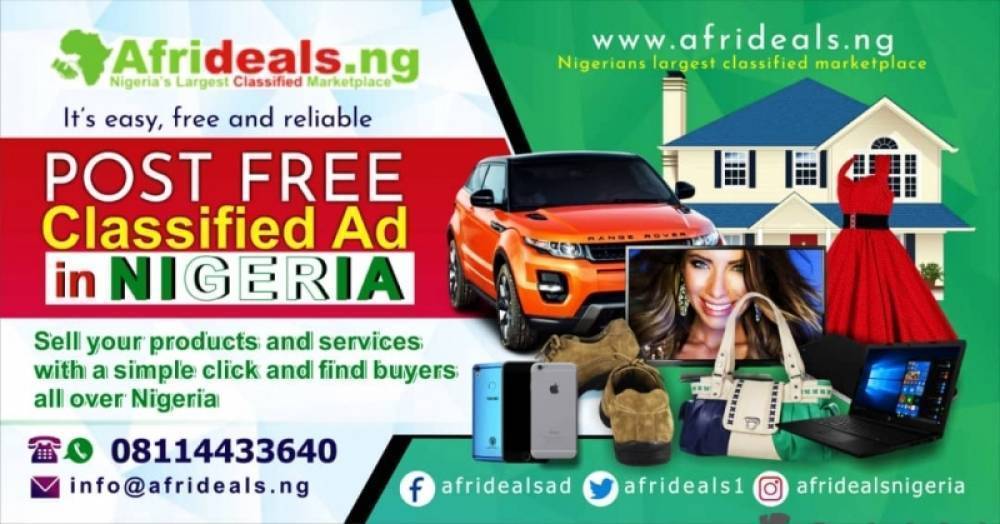 Afrideals.ng
Nigeria's Largest Classified Marketplace
It's easy, free and reliable
POST FREE
Classified Ad
in NIGERIA
Sell your products and services
with a simple click and find buyers
all over Nigeria
08114433640
info@afrideals.ng
www.afrideals.ng
Nigerians largest classified marketplace
RANGE ROVER
afridealsad
afrideals1
afridealsnigeria